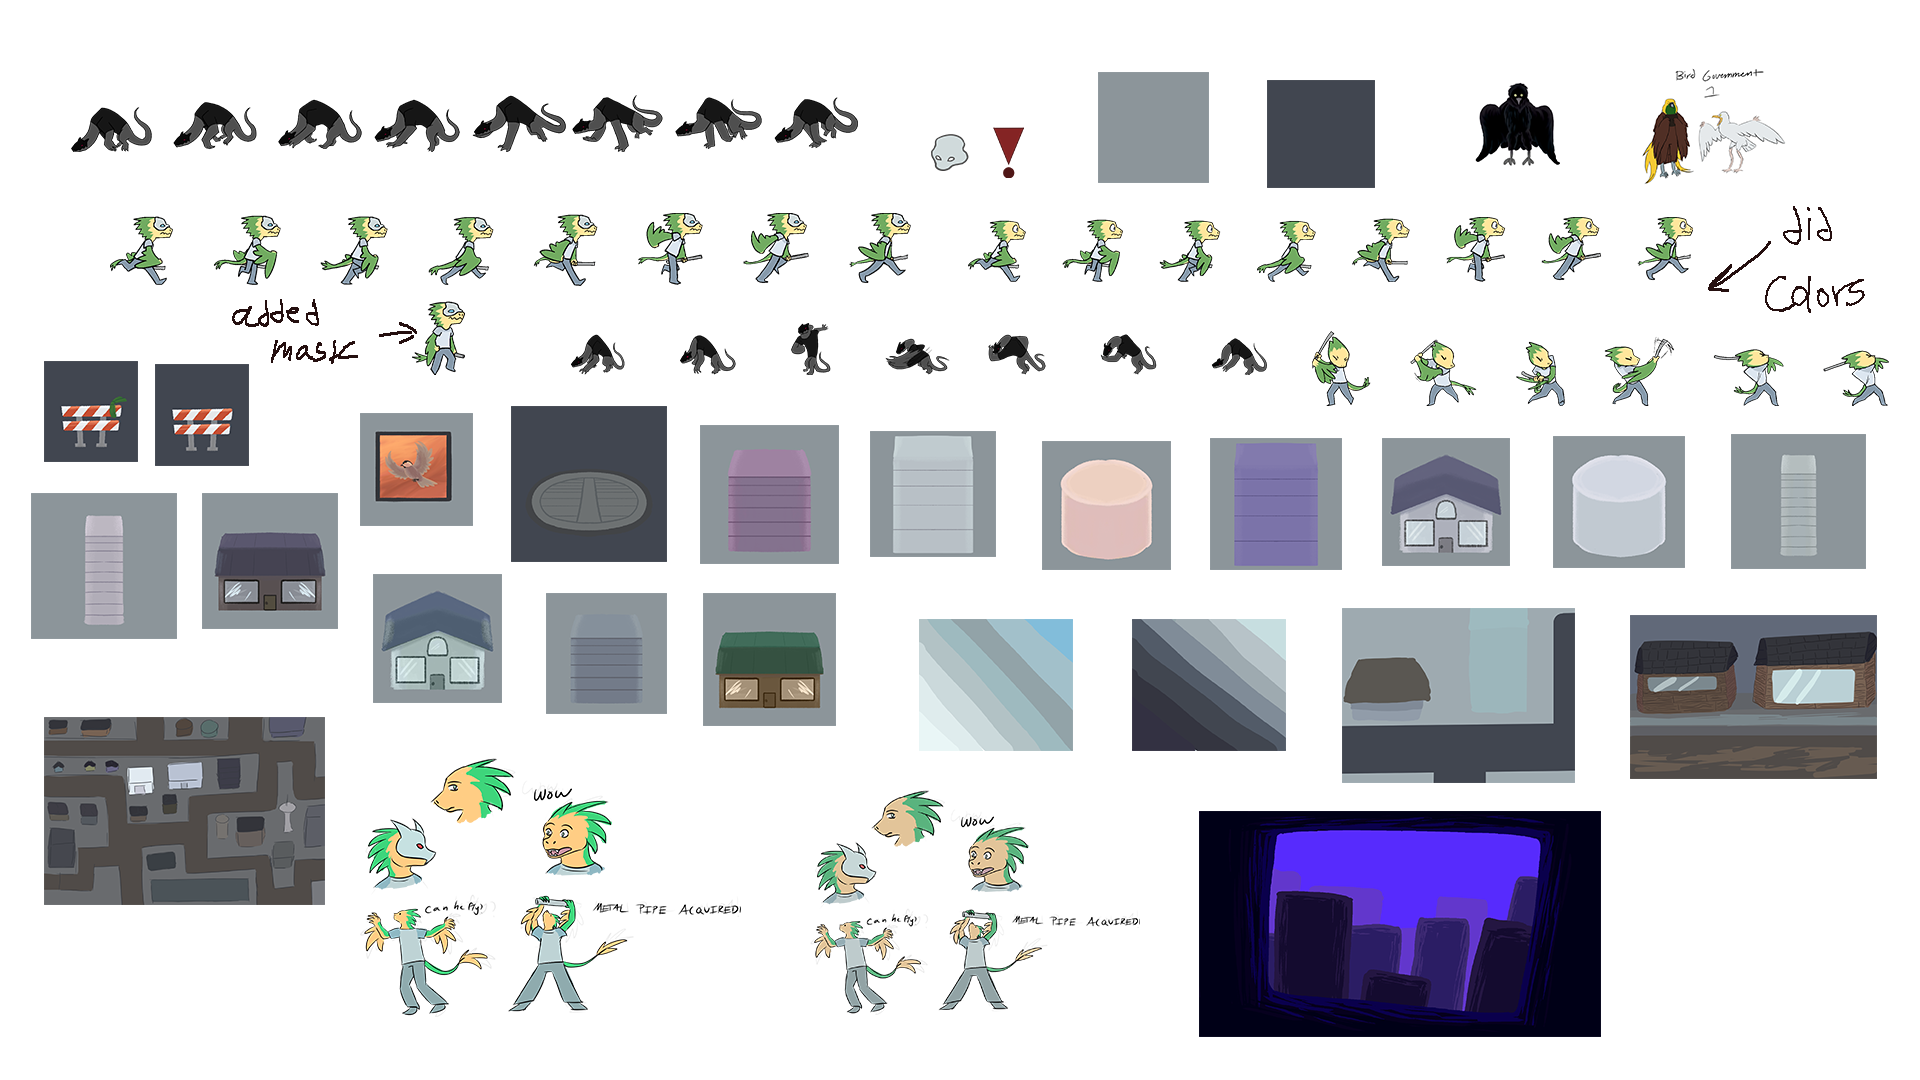 Bird Government
1
did
colors
added
mask
wow
wow
can he fly?
METAL PIPE ACQUIRED!
can he fly?
METAL PIPE ACQUIRED!